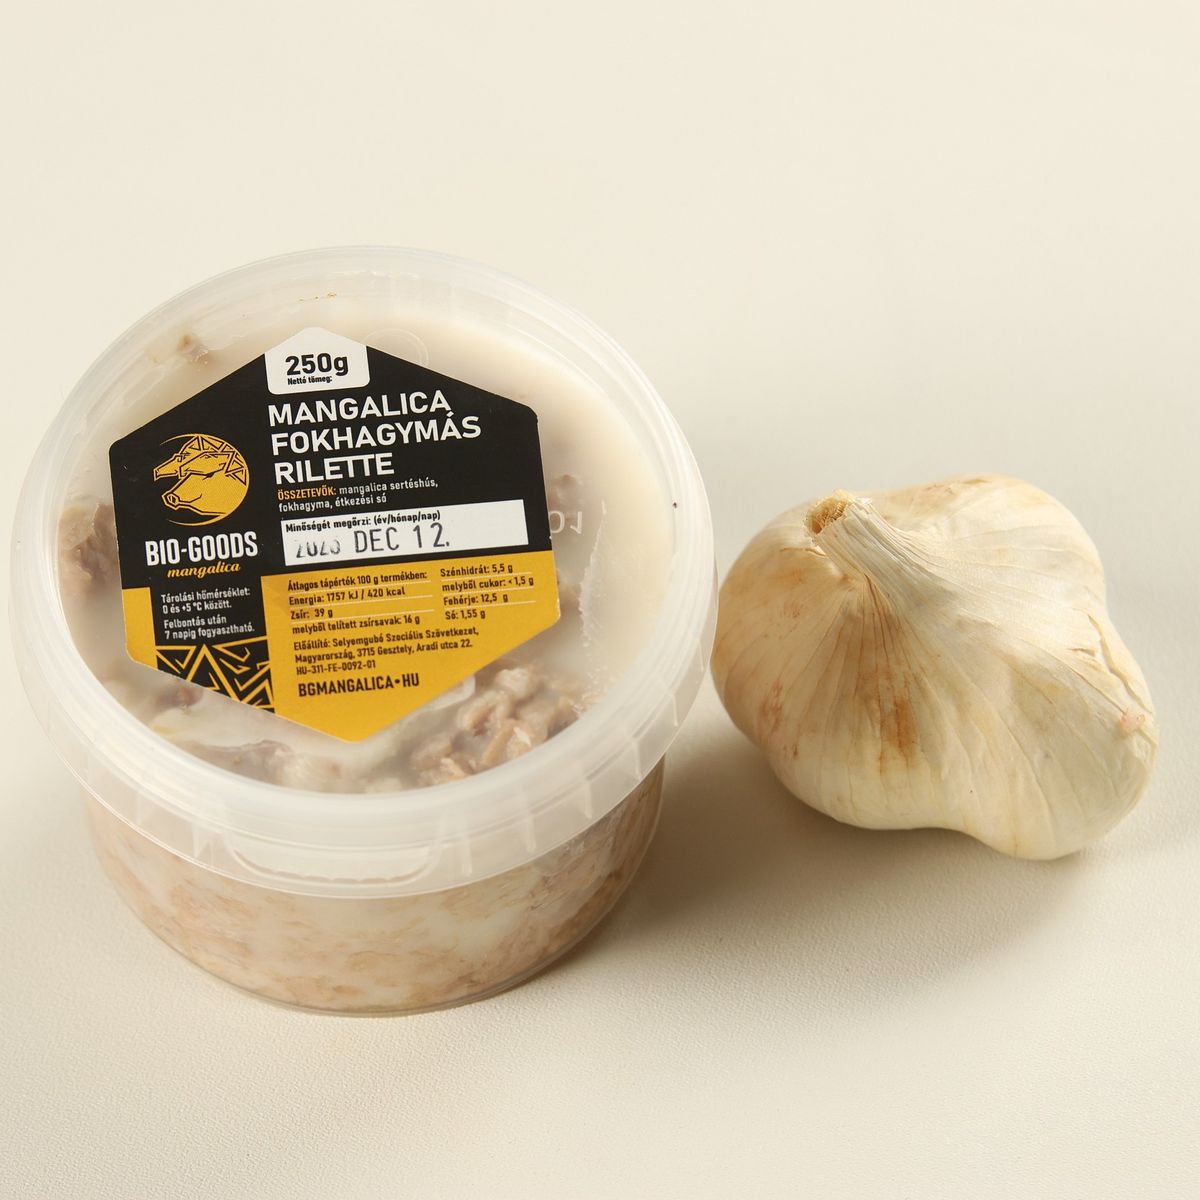 250g
Nettó tömeg:
MANGALICA
FOKHAGYMÁS
RILETTE
ÖSSZETEVŐK: mangalica sertéshús,
fokhagyma, étkezési só
Minőségét megőrzi: (év/hónap/nap)
DEC 12.
BIO-GOODS
mangalica
Tárolási hőmérséklet:
0 és +5 °C között.
Felbontás után
7 napig fogyasztható.
Átlagos tápérték 100 g termékben:
Energia: 1757 kJ / 420 kcal
Zsír: 39 g
melyből telített zsírsavak: 16 g
Szénhidrát: 5,5 g
melyből cukor: < 1,5 g
Fehérje: 12,5 g
Só: 1,55 g
Előállító: Selyemgubó Szociális Szövetkezet,
Magyarország, 3715 Gesztely, Aradi utca 22.
HU-311-FE-0092-01
BGMANGALICA•HU
01